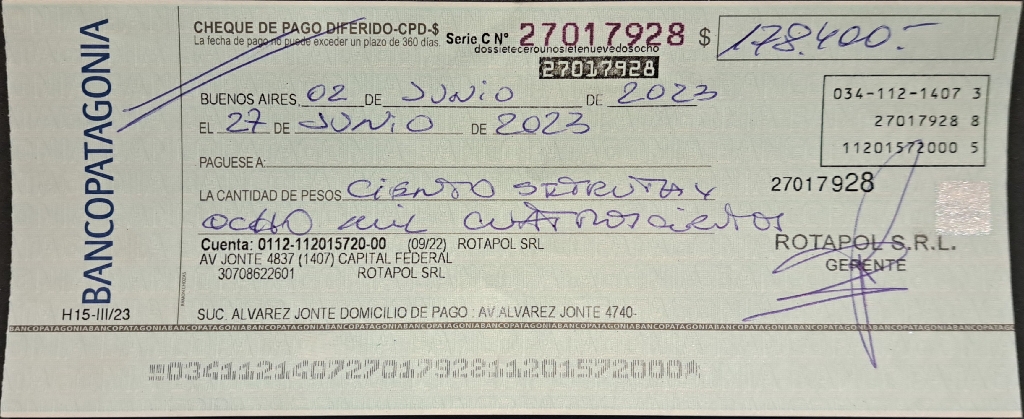 BANCOPATAGONIA
H15-III/23
CHEQUE DE PAGO DIFERIDO-CPD-$
La fecha de pago no puede exceder un plazo de 360 días.
Serie C Nº 27017928 $ 178.400.-
dossietecerounosietenuevedosocho
27017928
BUENOS AIRES, 02 DE JUNIO DE 2023
EL 27 DE JUNIO DE 2023
034-112-1407 3
27017928 8
11201572000 5
PAGUESE A:
LA CANTIDAD DE PESOS CIENTO SETENTA Y
OCHO mil CUATROSCIENTOS
27017928
Cuenta: 0112-112015720-00 (09/22) ROTAPOL SRL
AV JONTE 4837 (1407) CAPITAL FEDERAL
30708622601 ROTAPOL SRL
ROTAPOL S.R.L.
GERENTE
SUC. ALVAREZ JONTE DOMICILIO DE PAGO : AV.ALVAREZ JONTE 4740-
BANCOPATAGONIABANCOPATAGONIABANCOPATAGONIABANCOPATAGONIABANCOPATAGONIABANCOPATAGONIABANCOPATAGONIABANCOPATAGONIA
03411214072701792811201572000